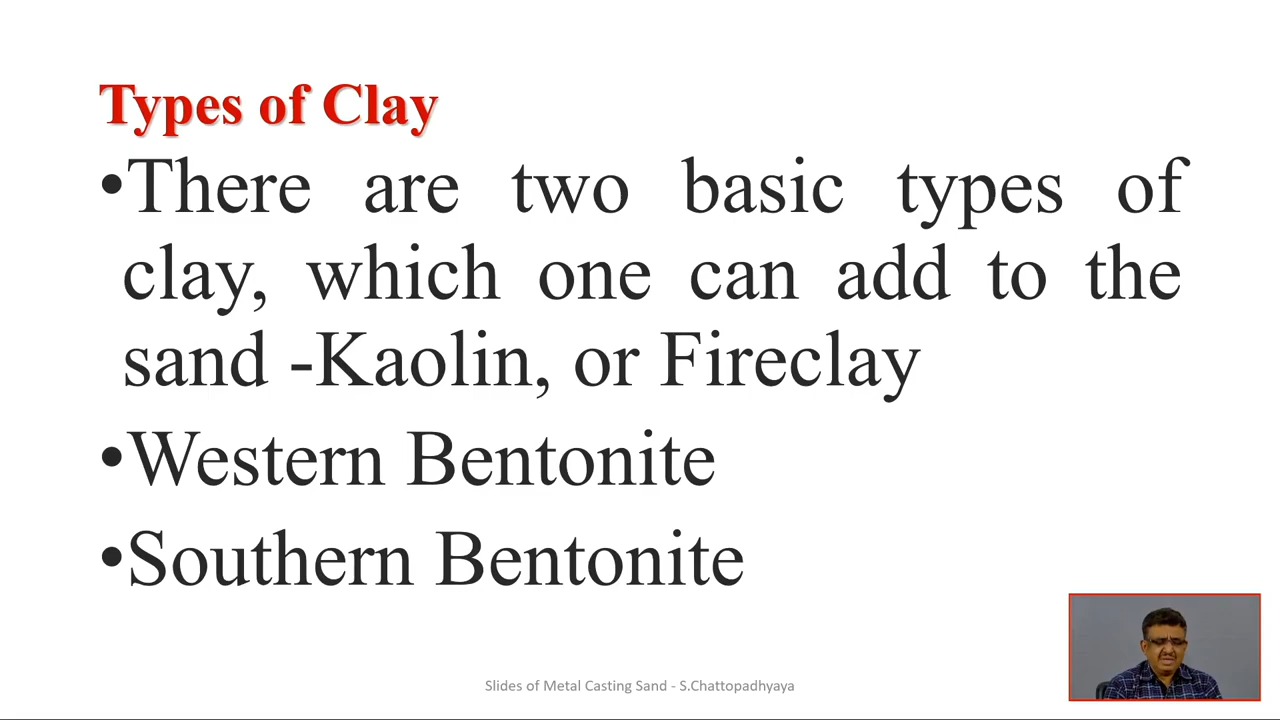 Types of Clay
•There are two basic types of
clay, which one can add to the
sand -Kaolin, or Fireclay
•Western Bentonite
•Southern Bentonite
Slides of Metal Casting Sand - S.Chattopadhyaya